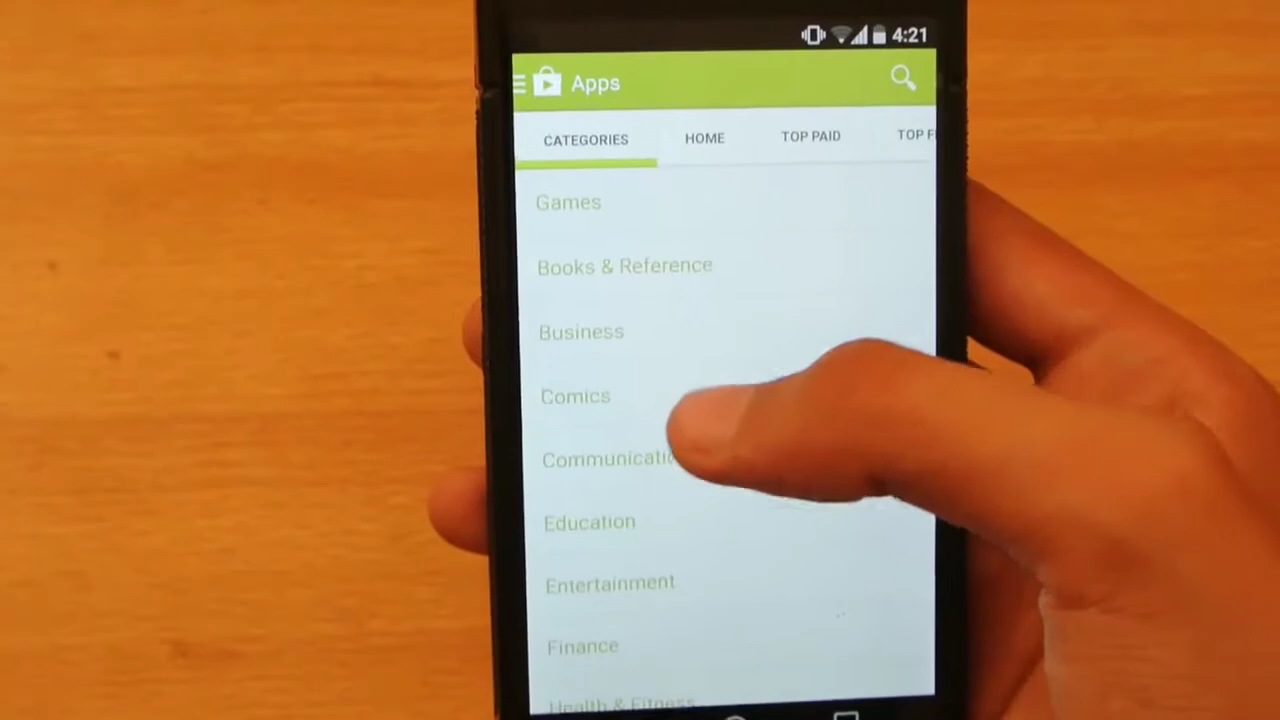 4:21
Apps
CATEGORIES HOME TOP PAID TOP F
Games
Books & Reference
Business
Comics
Communicatio
Education
Entertainment
Finance
Health & Fitness